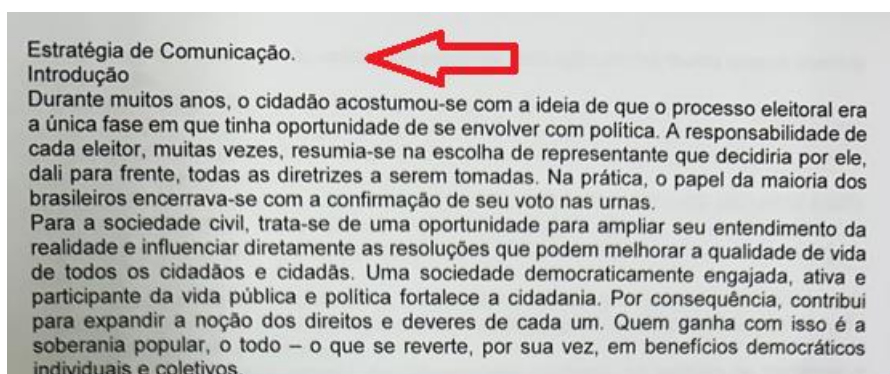 Estratégia de Comunicação.
Introdução
Durante muitos anos, o cidadão acostumou-se com a ideia de que o processo eleitoral era
a única fase em que tinha oportunidade de se envolver com política. A responsabilidade de
cada eleitor, muitas vezes, resumia-se na escolha de representante que decidiria por ele,
dali para frente, todas as diretrizes a serem tomadas. Na prática, o papel da maioria dos
brasileiros encerrava-se com a confirmação de seu voto nas urnas.
Para a sociedade civil, trata-se de uma oportunidade para ampliar seu entendimento da
realidade e influenciar diretamente as resoluções que podem melhorar a qualidade de vida
de todos os cidadãos e cidadãs. Uma sociedade democraticamente engajada, ativa e
participante da vida pública e política fortalece a cidadania. Por consequência, contribui
para expandir a noção dos direitos e deveres de cada um. Quem ganha com isso é a
soberania popular, o todo – o que se reverte, por sua vez, em benefícios democráticos
individuais e coletivos.